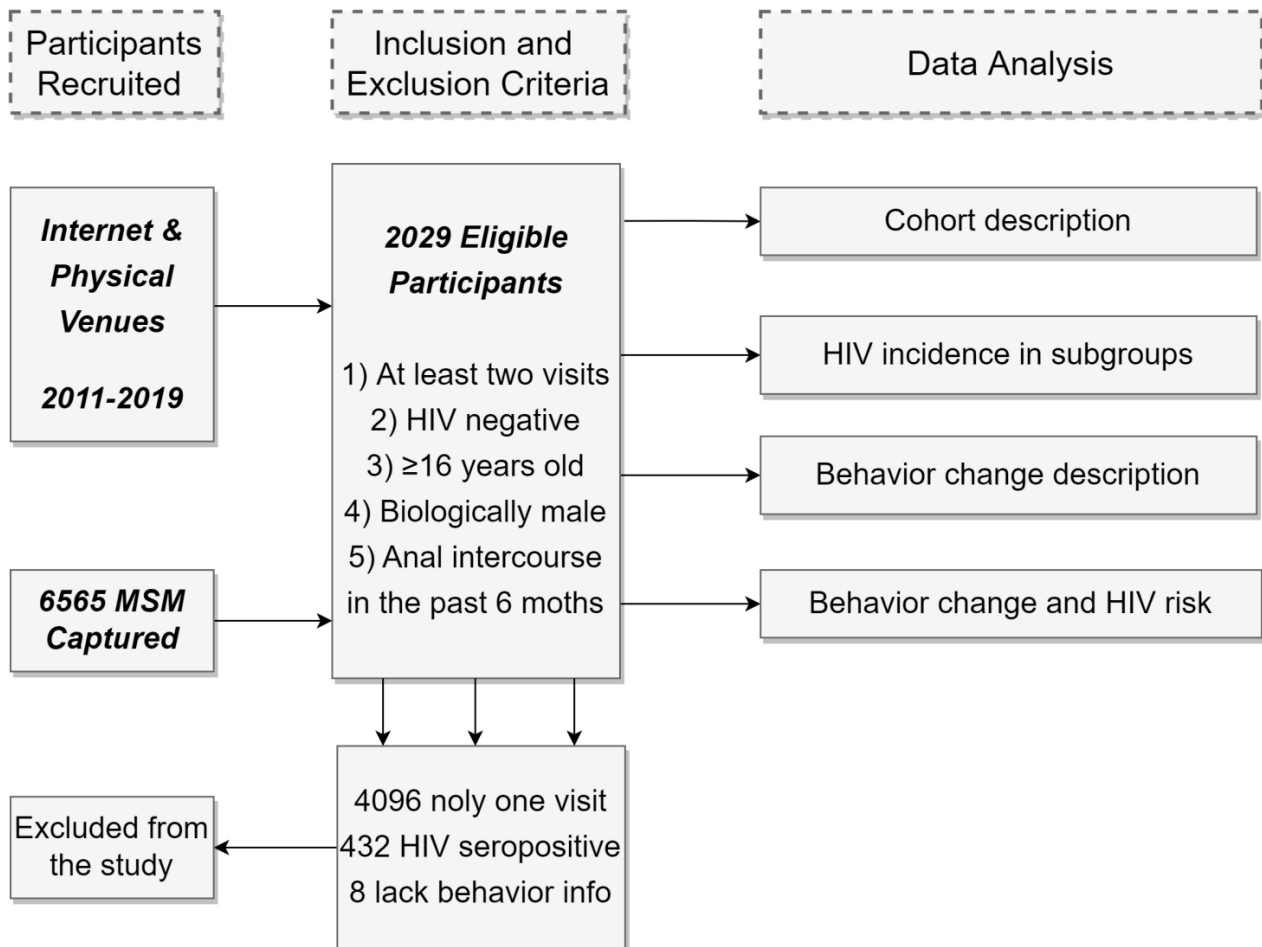 Participants
Recruited
Inclusion and
Exclusion Criteria
Data Analysis
Internet &
Physical
Venues
2011-2019
6565 MSM
Captured
2029 Eligible
Participants
1) At least two visits
2) HIV negative
3) ≥16 years old
4) Biologically male
5) Anal intercourse
in the past 6 moths
Cohort description
HIV incidence in subgroups
Behavior change description
Behavior change and HIV risk
4096 noly one visit
432 HIV seropositive
8 lack behavior info
Excluded from
the study